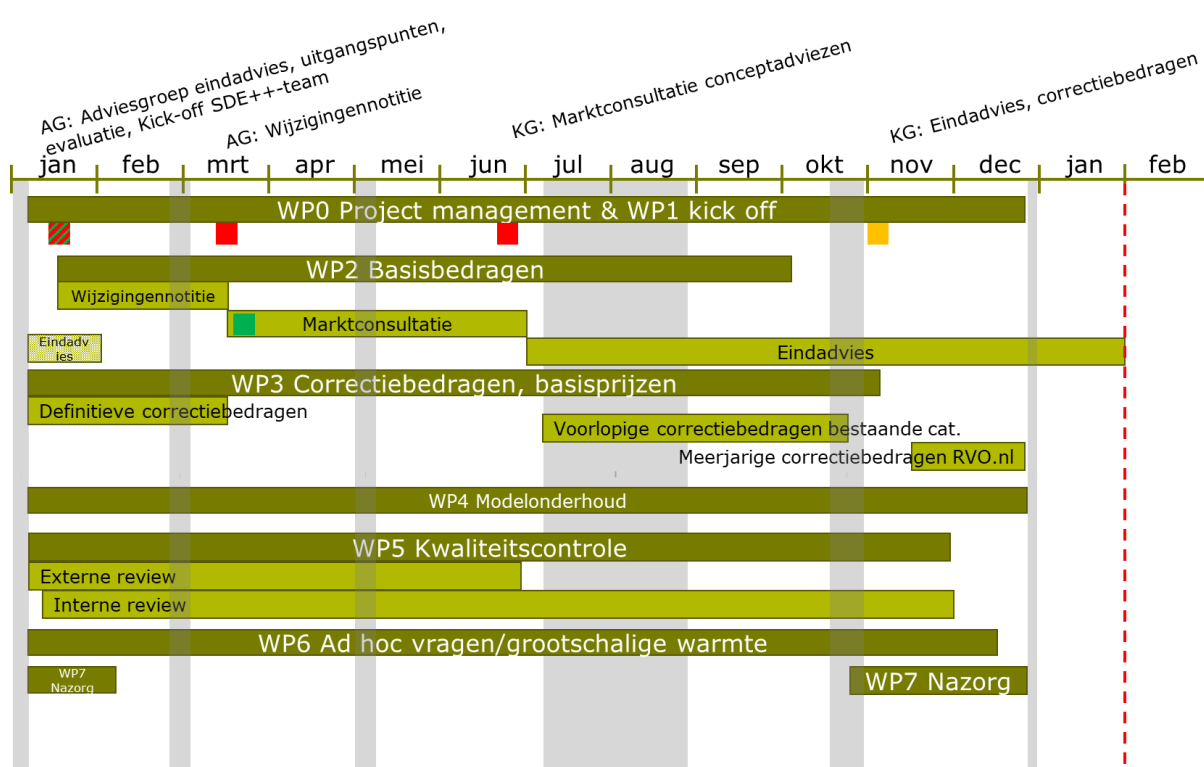 AG: Adviesgroep eindadvies, uitgangspunten,
evaluatie, Kick-off SDE++-team
AG: Wijzigingennotitie
KG: Marktconsultatie conceptadviezen
KG: Eindadvies, correctiebedragen
jan feb mrt apr mei jun jul aug sep okt nov dec jan feb
WP0 Project management & WP1 kick off
WP2 Basisbedragen
Wijzigingennotitie
Marktconsultatie
Eindadv
ies
Eindadvies
WP3 Correctiebedragen, basisprijzen
Definitieve correctiebedragen
Voorlopige correctiebedragen bestaande cat.
Meerjarige correctiebedragen RVO.nl
WP4 Modelonderhoud
WP5 Kwaliteitscontrole
Externe review
Interne review
WP6 Ad hoc vragen/grootschalige warmte
WP7
Nazorg
WP7 Nazorg